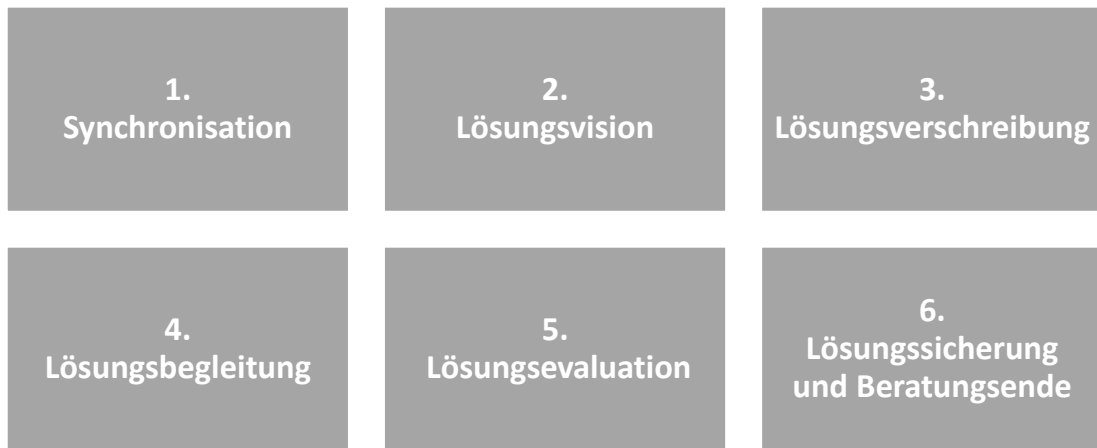 1.
Synchronisation
2.
Lösungsvision
3.
Lösungsverschreibung
4.
Lösungsbegleitung
5.
Lösungsevaluation
6.
Lösungssicherung
und Beratungsende